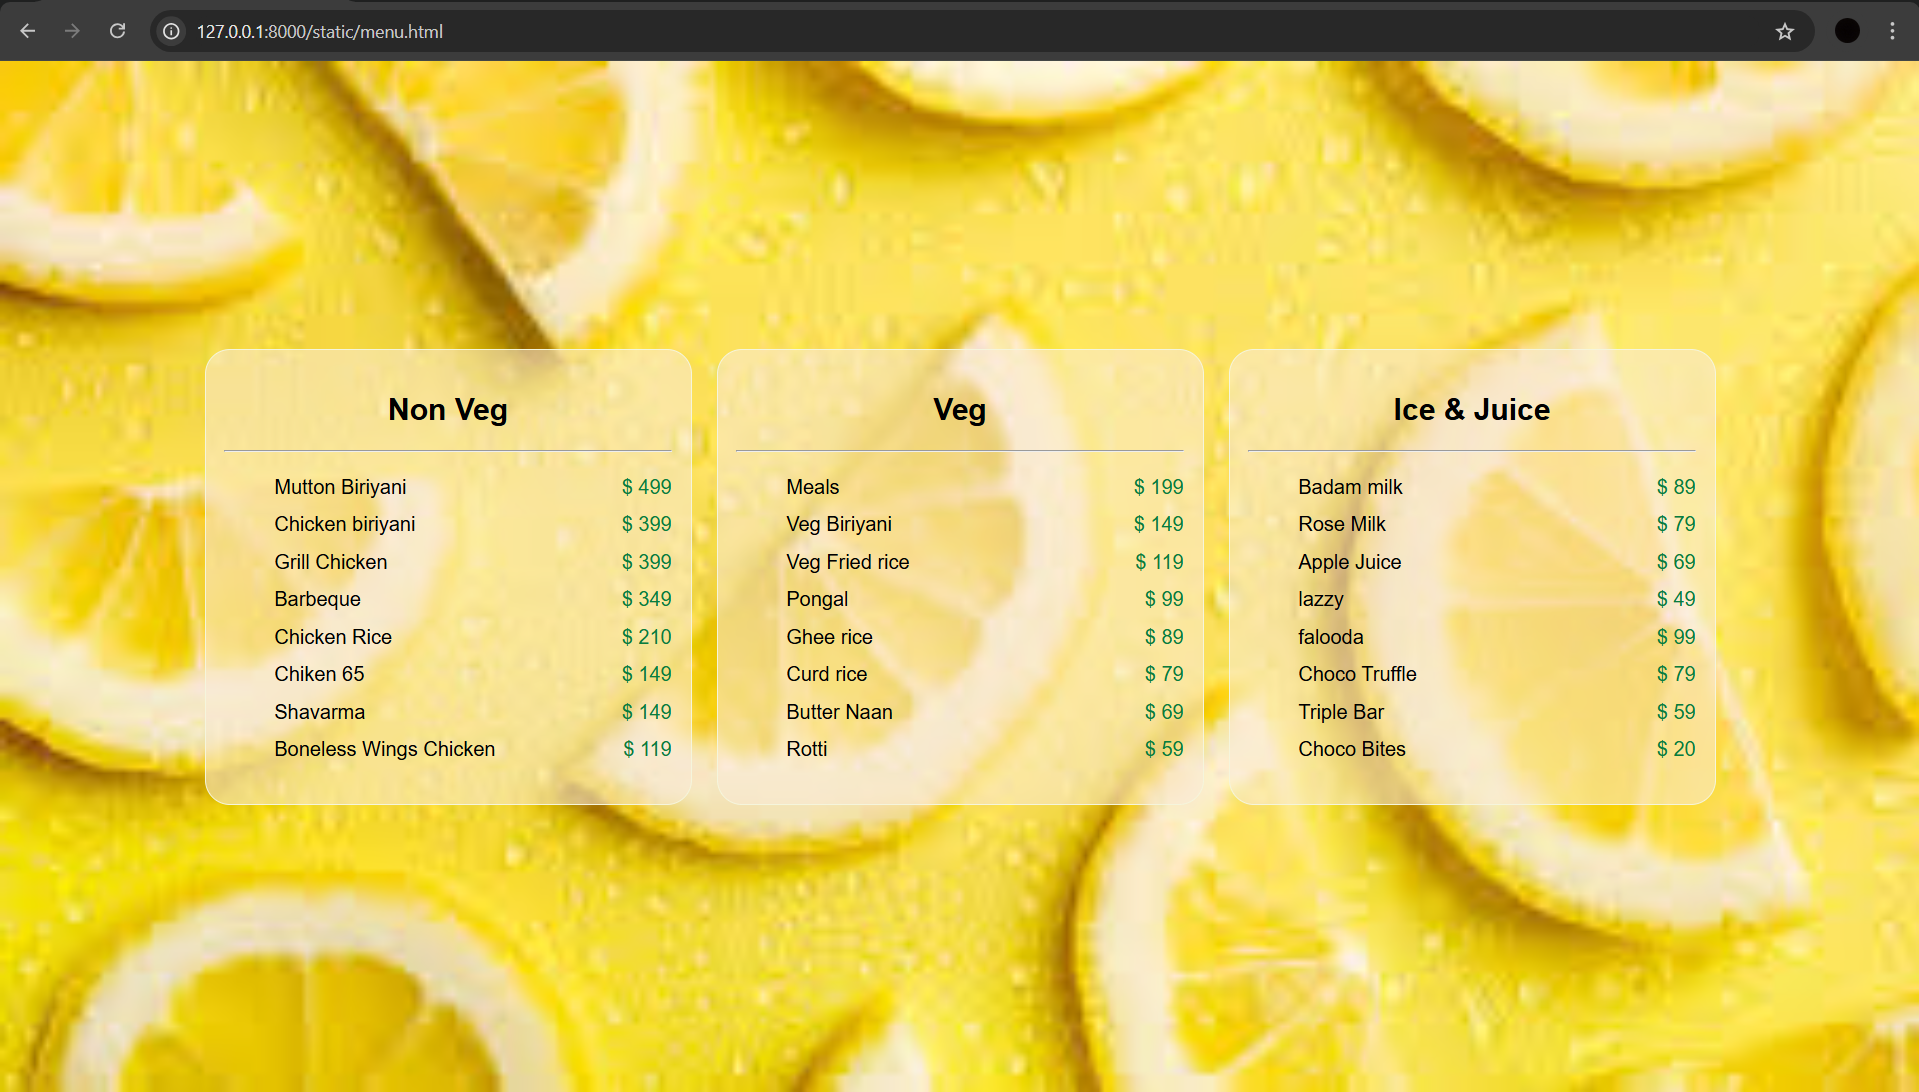 127.0.0.1:8000/static/menu.html
Non Veg
Mutton Biriyani $ 499
Chicken biriyani $ 399
Grill Chicken $ 399
Barbeque $ 349
Chicken Rice $ 210
Chiken 65 $ 149
Shavarma $ 149
Boneless Wings Chicken $ 119
Veg
Meals $ 199
Veg Biriyani $ 149
Veg Fried rice $ 119
Pongal $ 99
Ghee rice $ 89
Curd rice $ 79
Butter Naan $ 69
Rotti $ 59
Ice & Juice
Badam milk $ 89
Rose Milk $ 79
Apple Juice $ 69
lazzy $ 49
falooda $ 99
Choco Truffle $ 79
Triple Bar $ 59
Choco Bites $ 20